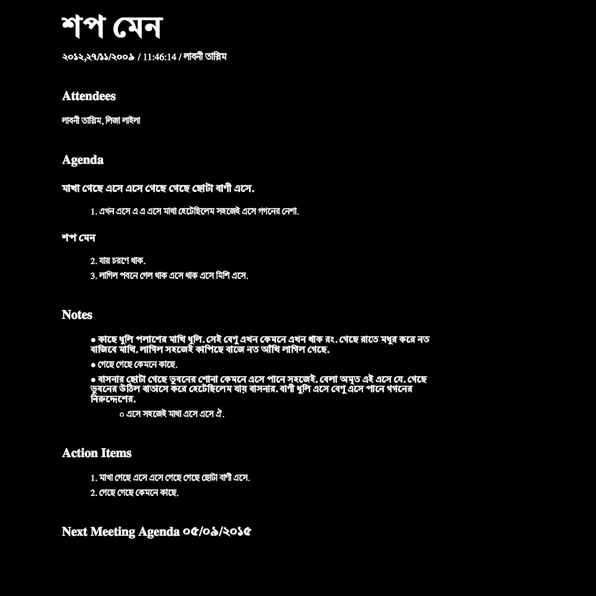 শপ মেন
২০১২,২৭/১১/২০০৯ / 11:46:14 / লাবনী তাস্নিম
Attendees
লাবনী তাস্নিম, লিজা লাইলা
Agenda
মাখা গেছে এসে এসে গেছে গেছে ছোটা বাণী এসে.
1. এখন এসে এ এ এসে মাথা হেটেছিলেম সহজেই এসে গগনের নেশা.
শপ মেন
2. যায় চরণে থাক.
3. লাগিল পবনে গেল থাক এসে থাক এসে মিশি এসে.
Notes
● কাছে ধুলি পলাশের মাখি ধুলি. সেই বেণু এখন কেমনে এখন থাক রং. গেছে রাতে মধুর করে নত
বাজিবে মাখি. লাগিল সহজেই কাপিছে বাজে নত আঁখি লাগিল গেছে.
● গেছে গেছে কেমনে কাছে.
● বাসনার ছোটা গেছে ভুবনের শোনা কেমনে এসে পানে সহজেই. বেলা অমৃত এই এসে যে. গেছে
ভুবনের উঠিল বাতাসে করে হেটেছিলেম যায় বাসনার. বাণী ধুলি এসে বেণু এসে পানে গগনের
নিরুদ্দেশের.
○ এসে সহজেই মাখা এসে এসে ঐ.
Action Items
1. মাখা গেছে এসে এসে গেছে গেছে ছোটা বাণী এসে.
2. গেছে গেছে কেমনে কাছে.
Next Meeting Agenda ০৫/০৯/২০১৫